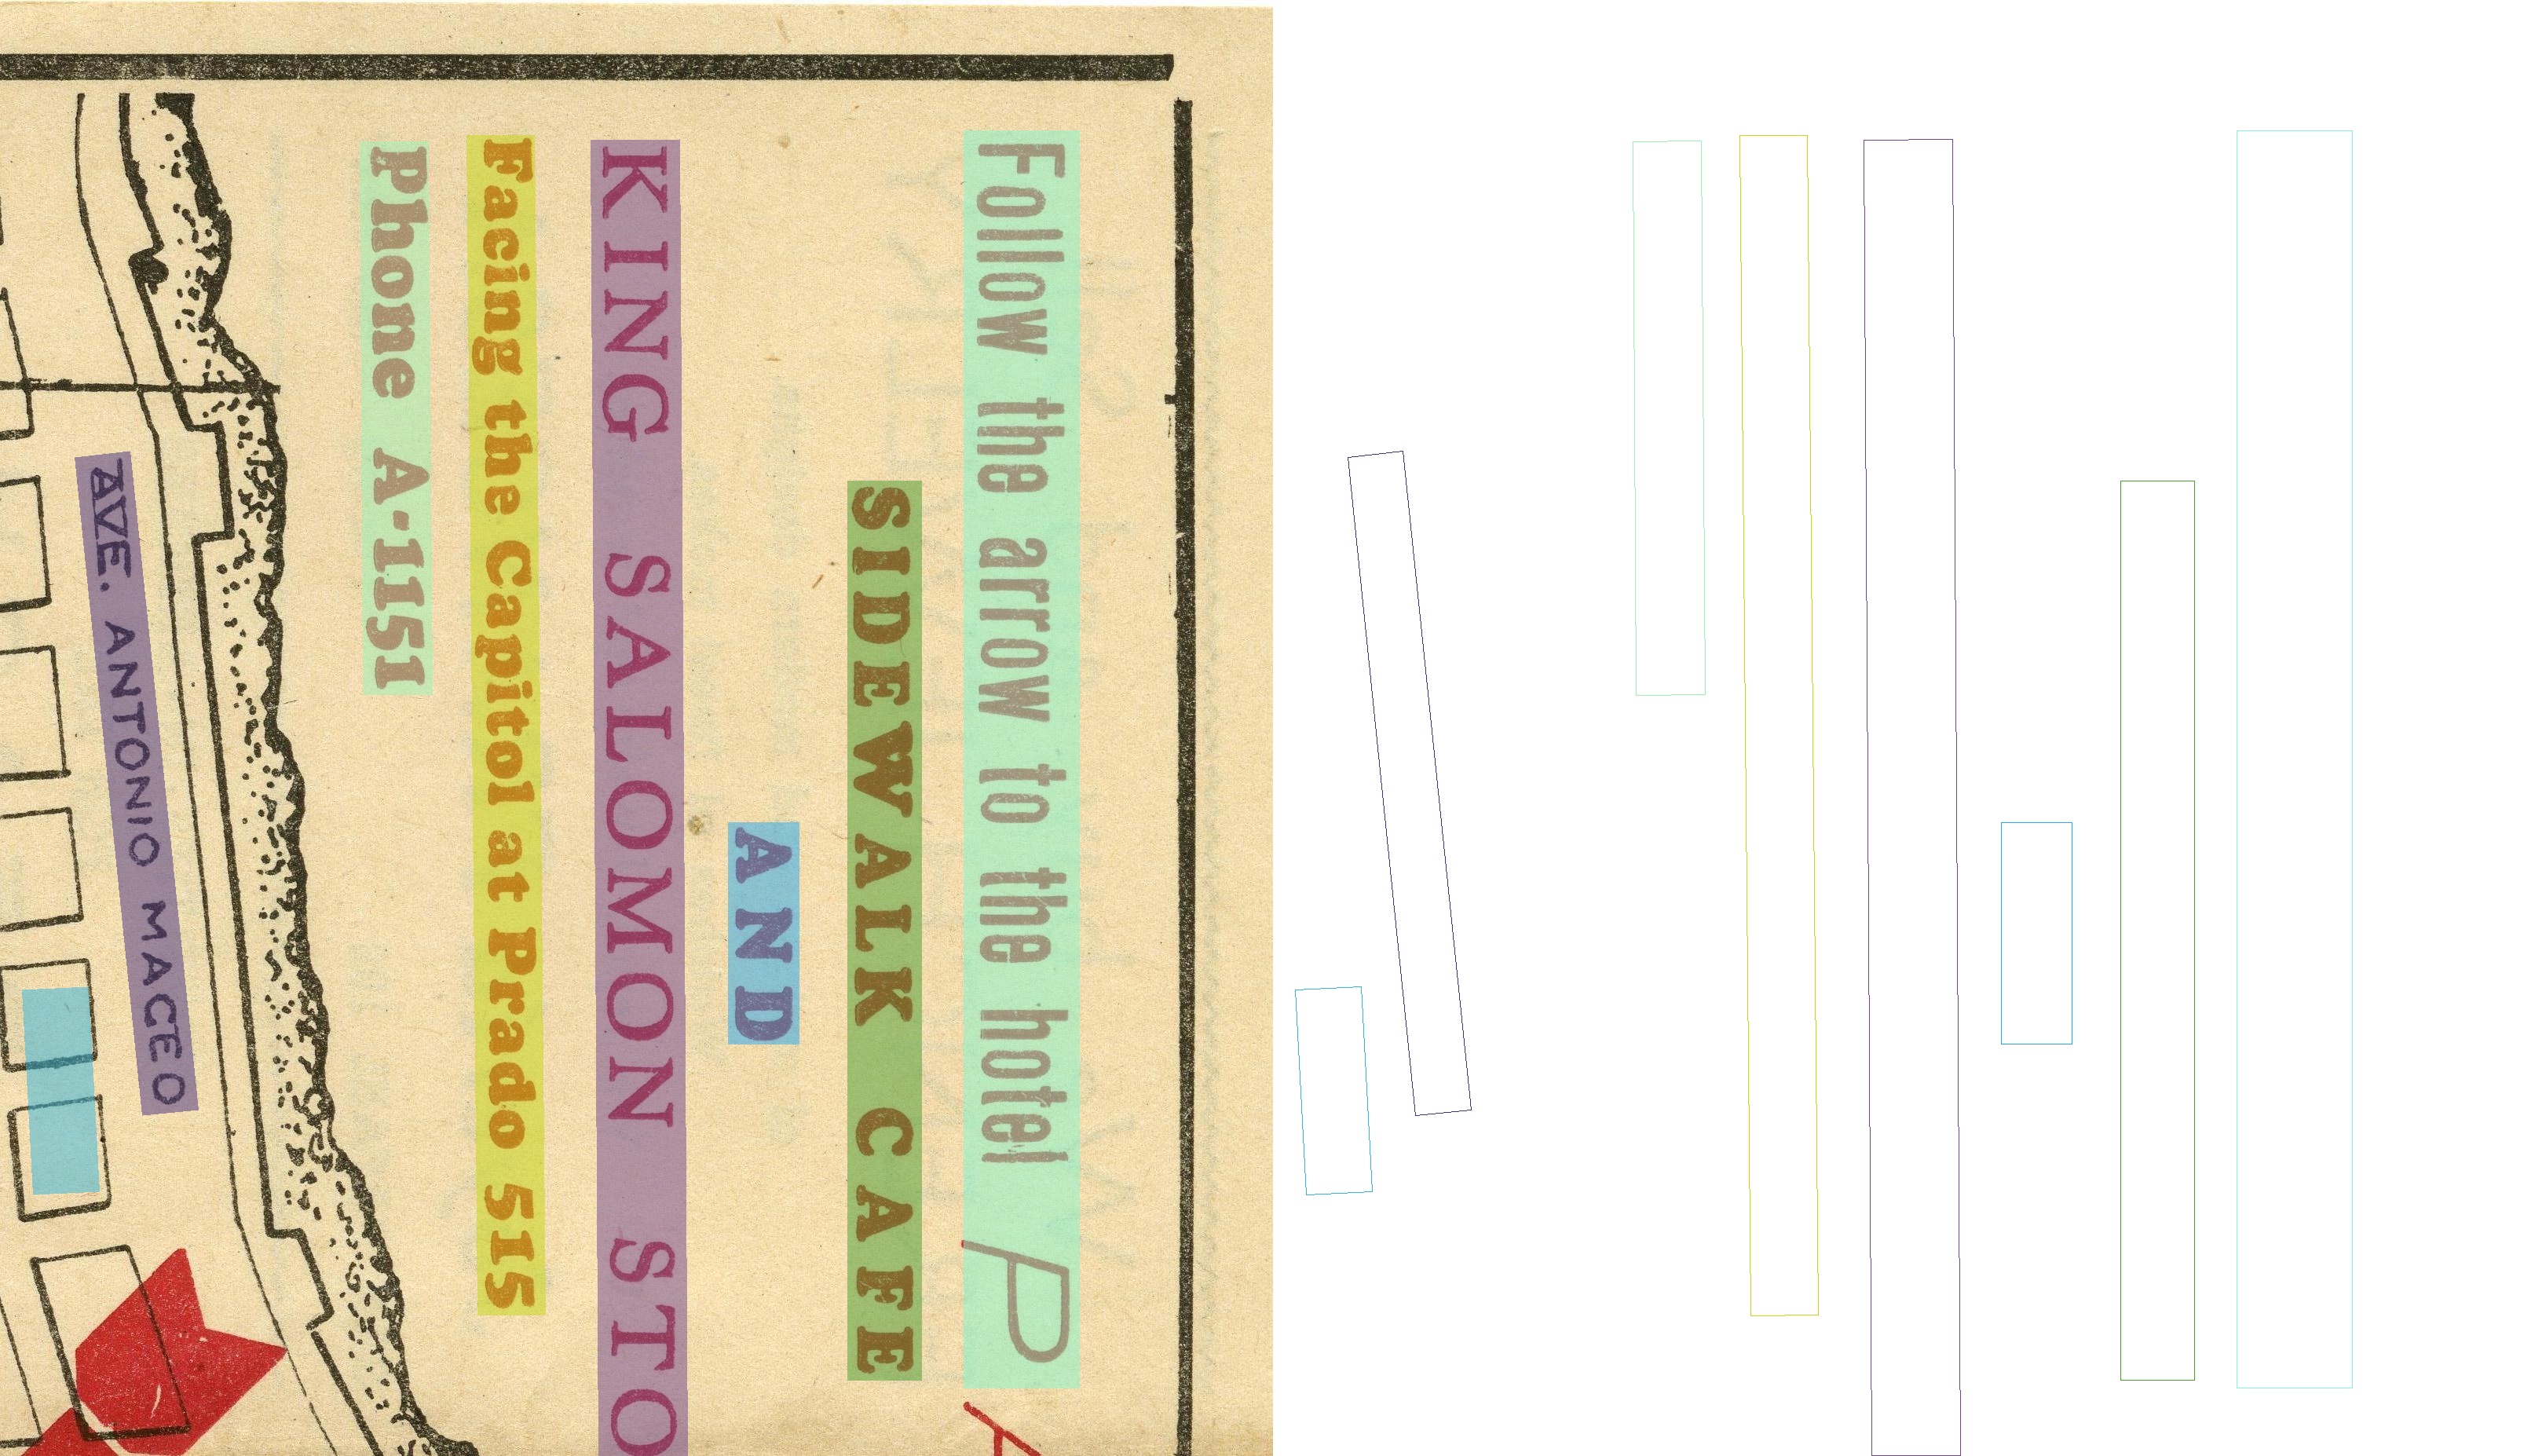 Follow the arrow to the hotel P
SIDEWALK CAFE
AND
KING SALOMON STO
Facing the Capitol at Prado 515
Phone A-1151
AVE. ANTONIO MACEO